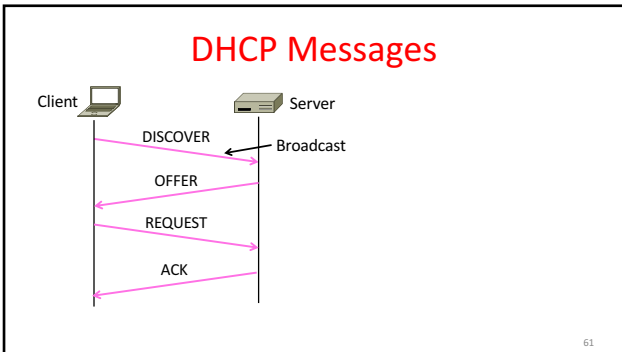 DHCP Messages
Client
Server
DISCOVER
Broadcast
OFFER
REQUEST
ACK
61